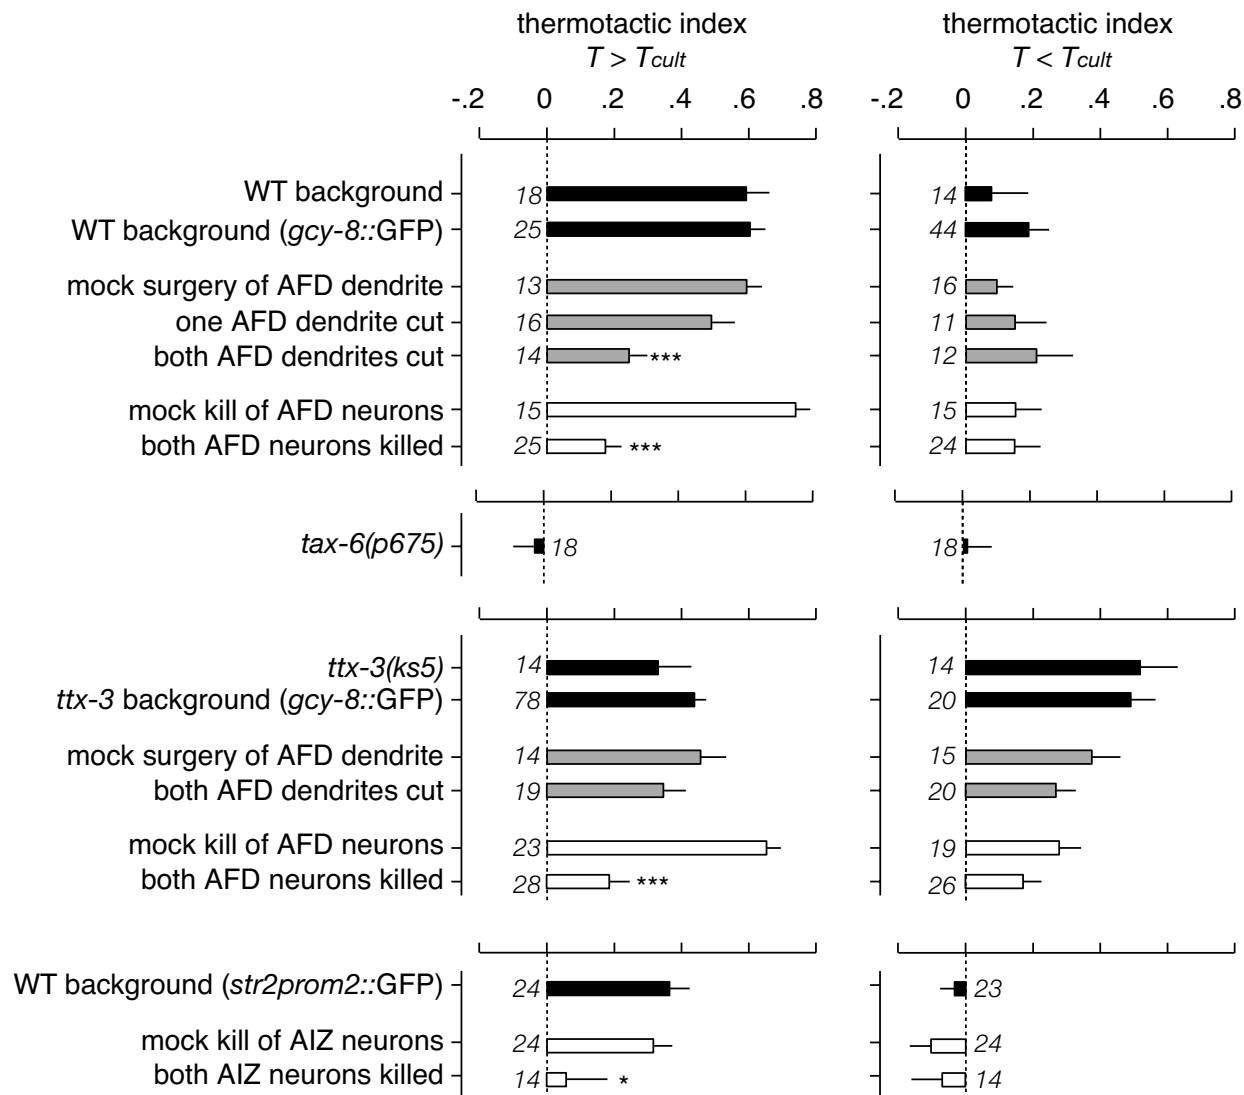 thermotactic index thermotactic index
T > Tcult T < Tcult
-.2 0 .2 .4 .6 .8 -.2 0 .2 .4 .6 .8
WT background 18 14
WT background (gcy-8::GFP) 25 44
mock surgery of AFD dendrite 13 16
one AFD dendrite cut 16 11
both AFD dendrites cut 14 *** 12
mock kill of AFD neurons 15 15
both AFD neurons killed 25 *** 24
tax-6(p675) 18 18
ttx-3(ks5) 14 14
ttx-3 background (gcy-8::GFP) 78 20
mock surgery of AFD dendrite 14 15
both AFD dendrites cut 19 20
mock kill of AFD neurons 23 19
both AFD neurons killed 28 *** 26
WT background (str2prom2::GFP) 24 23
mock kill of AIZ neurons 24 24
both AIZ neurons killed 14 * 14